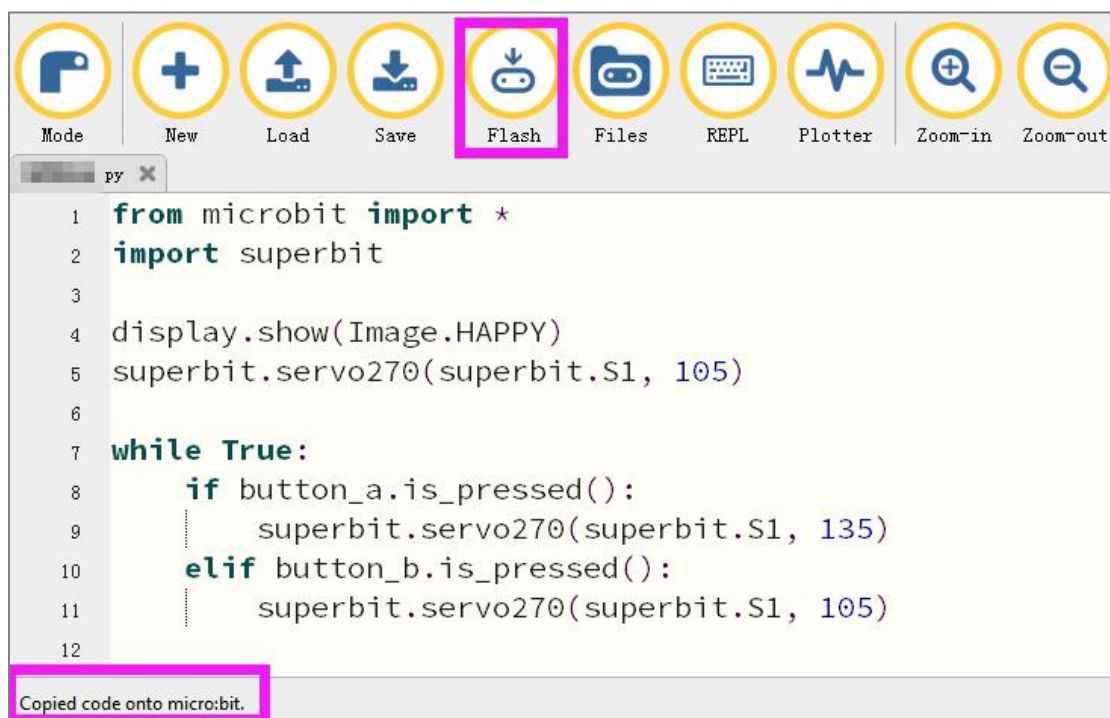 Mode New Load Save Flash Files REPL Plotter Zoom-in Zoom-out
py ×
1 from microbit import *
2 import superbit
3
4 display.show(Image.HAPPY)
5 superbit.servo270(superbit.S1, 105)
6
7 while True:
8 if button_a.is_pressed():
9 superbit.servo270(superbit.S1, 135)
10 elif button_b.is_pressed():
11 superbit.servo270(superbit.S1, 105)
12
Copied code onto micro:bit.